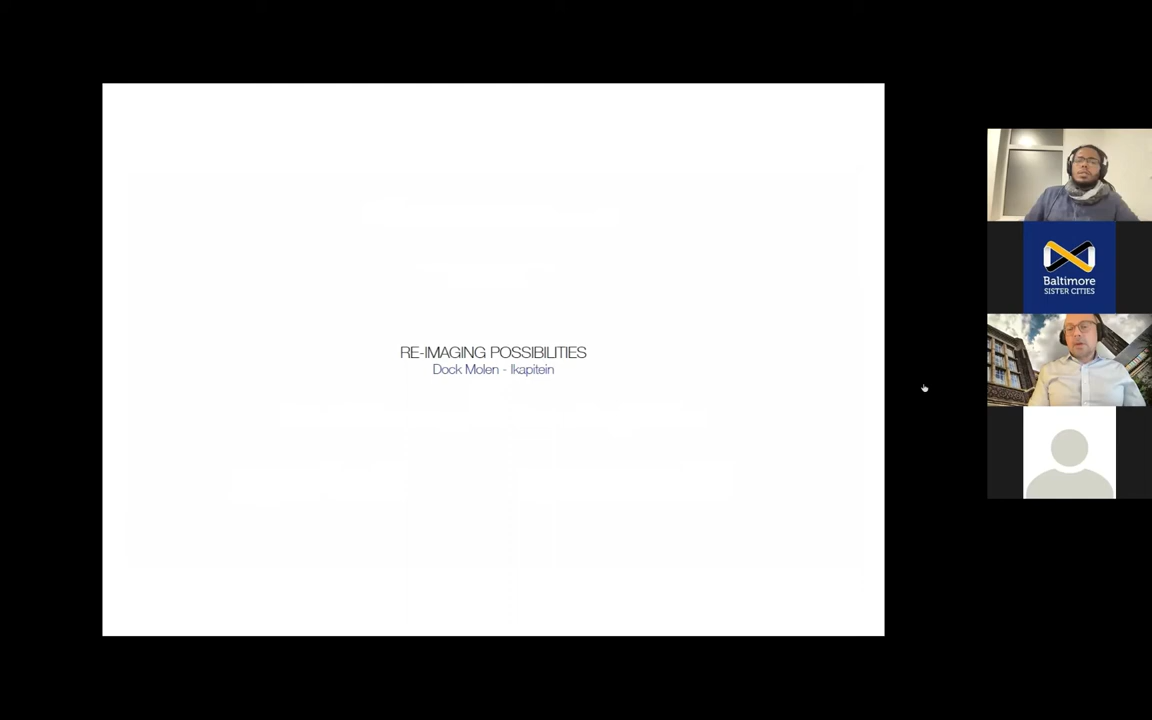 RE-IMAGING POSSIBILITIES
Dock Molen - Ikapitein
Baltimore
SISTER CITIES